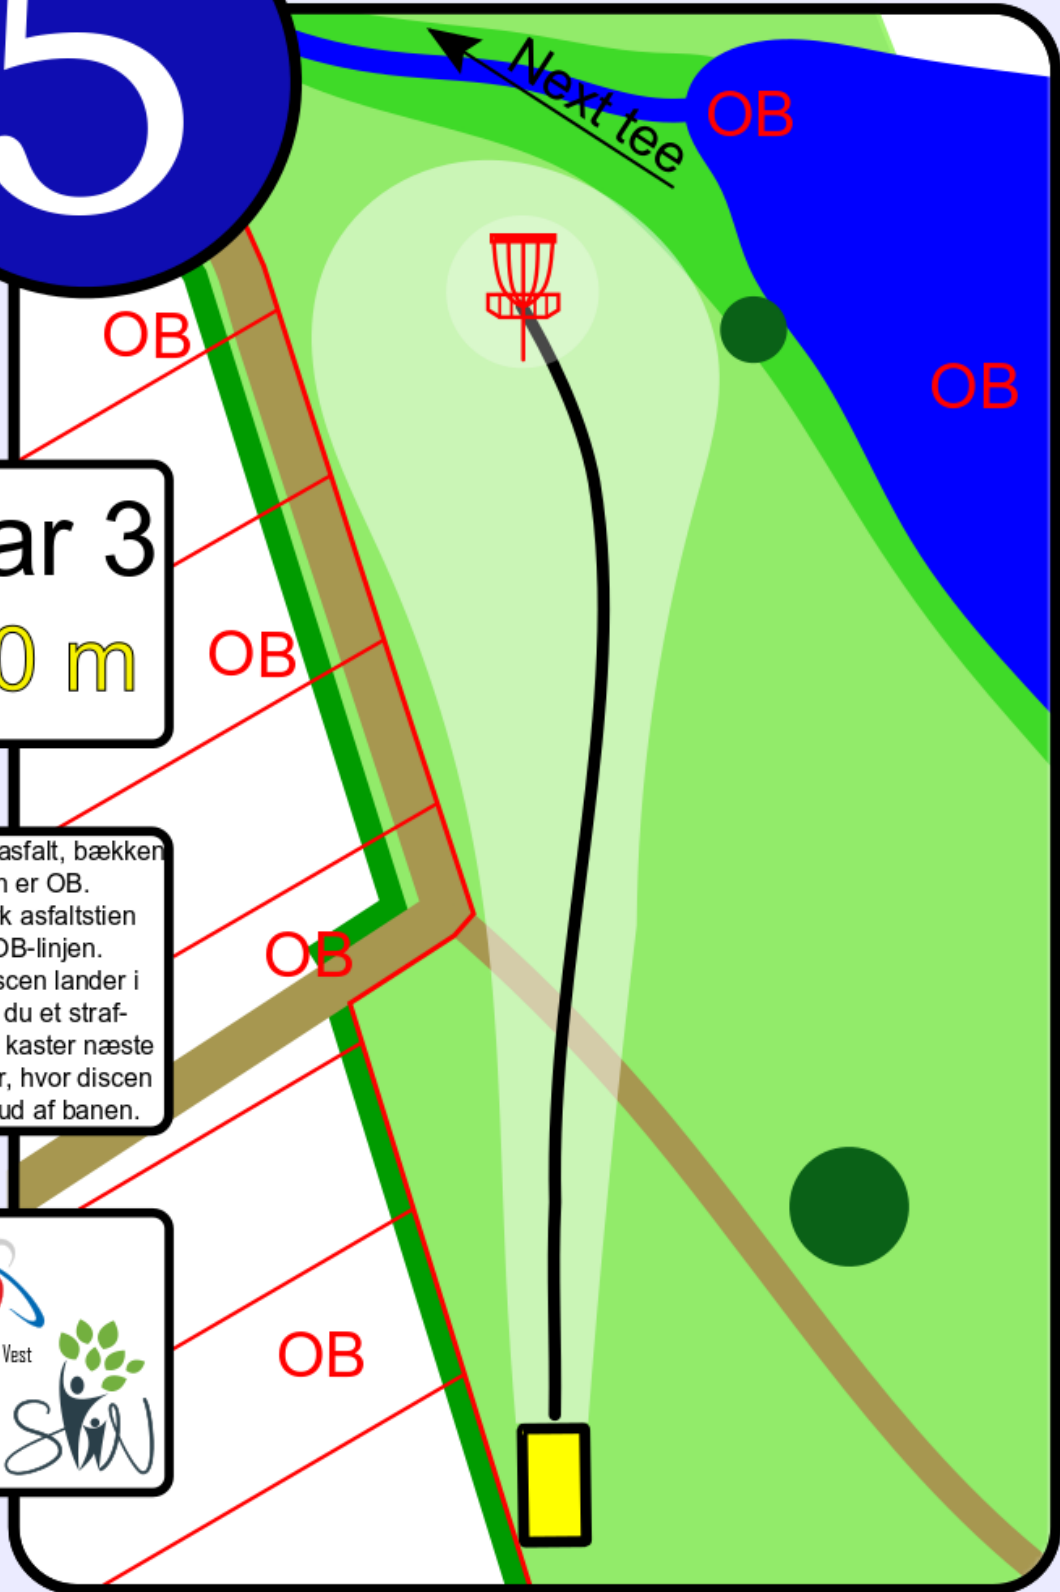 5
Next tee
OB
OB
OB
ar 3
OB
0 m
asfalt, bækken
n er OB.
k asfaltstien
OB-linjen.
scen lander i
du et straf-
kaster næste
r, hvor discen
ud af banen.
OB
Vest
OB
SIN